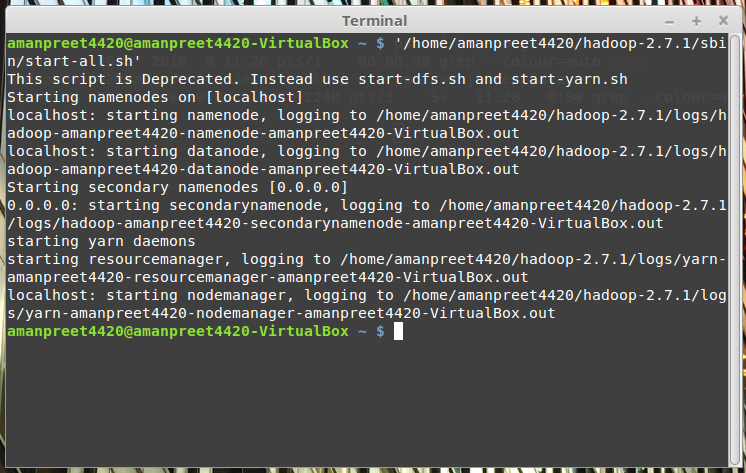 Terminal
amanpreet4420@amanpreet4420-VirtualBox ~ $ '/home/amanpreet4420/hadoop-2.7.1/sbi
n/start-all.sh'
This script is Deprecated. Instead use start-dfs.sh and start-yarn.sh
Starting namenodes on [localhost]
localhost: starting namenode, logging to /home/amanpreet4420/hadoop-2.7.1/logs/h
adoop-amanpreet4420-namenode-amanpreet4420-VirtualBox.out
localhost: starting datanode, logging to /home/amanpreet4420/hadoop-2.7.1/logs/h
adoop-amanpreet4420-datanode-amanpreet4420-VirtualBox.out
Starting secondary namenodes [0.0.0.0]
0.0.0.0: starting secondarynamenode, logging to /home/amanpreet4420/hadoop-2.7.1
/logs/hadoop-amanpreet4420-secondarynamenode-amanpreet4420-VirtualBox.out
starting yarn daemons
starting resourcemanager, logging to /home/amanpreet4420/hadoop-2.7.1/logs/yarn-
amanpreet4420-resourcemanager-amanpreet4420-VirtualBox.out
localhost: starting nodemanager, logging to /home/amanpreet4420/hadoop-2.7.1/log
s/yarn-amanpreet4420-nodemanager-amanpreet4420-VirtualBox.out
amanpreet4420@amanpreet4420-VirtualBox ~ $